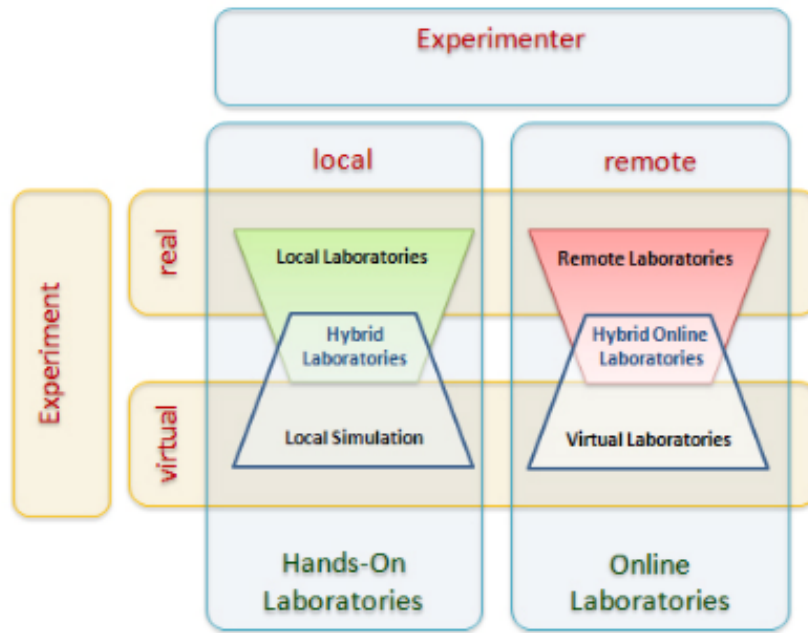 Experimenter
local
remote
Experiment
real
Local Laboratories
Remote Laboratories
Hybrid
Laboratories
Hybrid Online
Laboratories
virtual
Local Simulation
Virtual Laboratories
Hands-On
Laboratories
Online
Laboratories